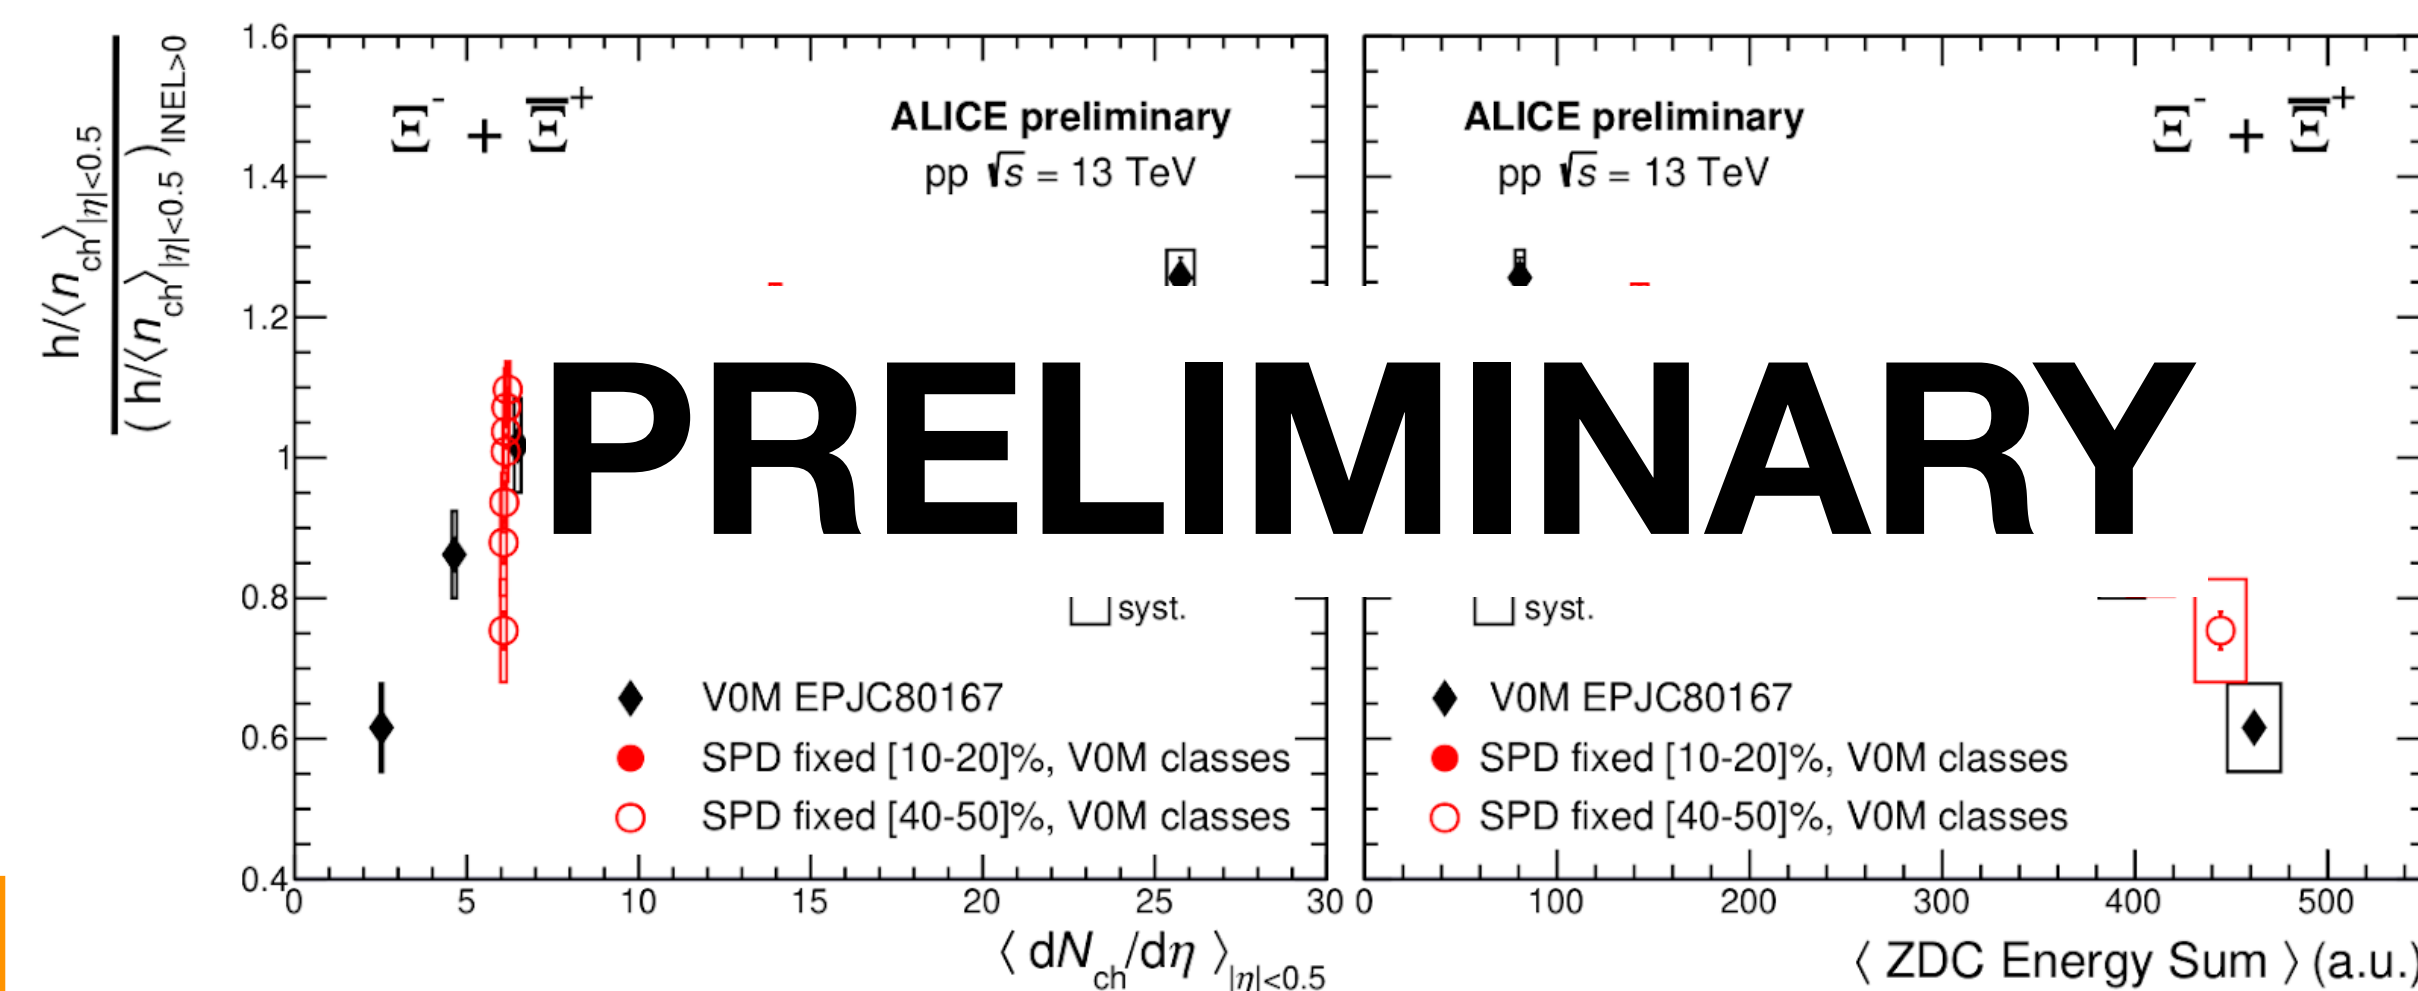 h/⟨n_ch⟩_|η|<0.5
( h/⟨n_ch⟩_|η|<0.5 )_INEL>0
1.6
1.4
1.2
1
0.8
0.6
0.4
Ξ⁻ + Ξ̅⁺
ALICE preliminary
pp √s = 13 TeV
syst.
V0M EPJC80167
SPD fixed [10-20]%, V0M classes
SPD fixed [40-50]%, V0M classes
0 5 10 15 20 25 30
⟨ dN_ch/dη ⟩_|η|<0.5
ALICE preliminary
pp √s = 13 TeV
Ξ⁻ + Ξ̅⁺
PRELIMINARY
syst.
V0M EPJC80167
SPD fixed [10-20]%, V0M classes
SPD fixed [40-50]%, V0M classes
0 100 200 300 400 500
⟨ ZDC Energy Sum ⟩ (a.u.)